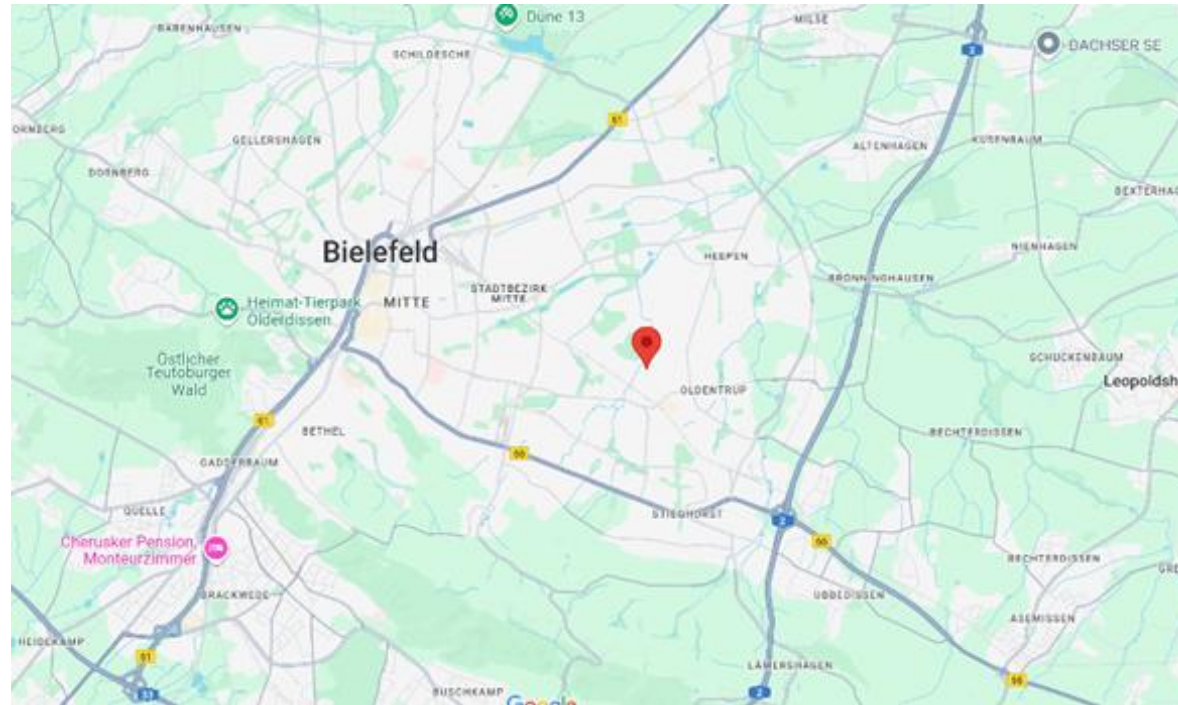 Düne 13
MILSE
BABENHAUSEN
SCHILDESCHE
2
DACHSER SE
61
GELLERSHAGEN
ALTENHAGEN
KUSENBAUM
DORNBERG
BEXTERHAG
Bielefeld
HEEPEN
NIENHAGEN
BRÖNNINGHAUSEN
STADTBEZIRK
MITTE
MITTE
Heimat-Tierpark
Olderdissen
Östlicher
Teutoburger
Wald
SCHUCKENBAUM
Leopoldsh
OLDENTRUP
61
BETHEL
BECHTERDISSEN
66
GADDERBAUM
QUELLE
STIEGHORST
2
66
Cherusker Pension,
Monteurzimmer
BECHTERDISSEN
GRE
BRACKWEDE
UBBEDISSEN
ASEMISSEN
HEIDEKAMP
61
LÄMERSHAGEN
66
33
BUSCHKAMP
Google
2